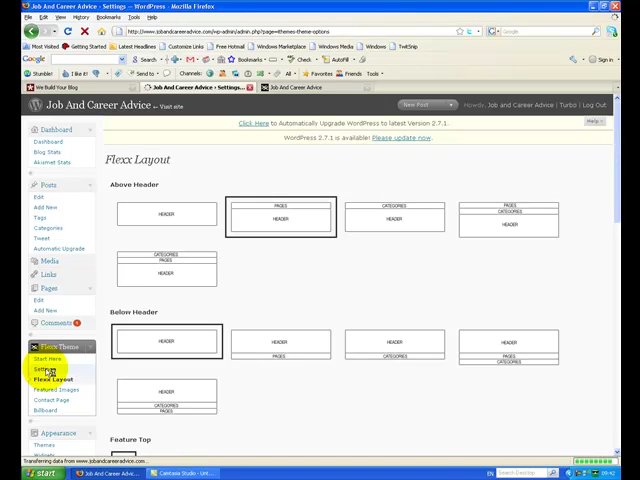 Job And Career Advice › Settings — WordPress - Mozilla Firefox
File Edit View History Bookmarks Tools Help
http://www.jobandcareeradvice.com/wp-admin/admin.php?page=themes-theme-options
Google
Most Visited Getting Started Latest Headlines Customize Links Free Hotmail Windows Marketplace Windows Media Windows TwitSnip
Google Search Bookmarks Check AutoFill Sign In
Stumble! I like it! Send to Channels: All Favorites Friends Tools
We Build Your Blog Job And Career Advice › Settings... Job And Career Advice
Job And Career Advice ← Visit site New Post Howdy, Job and Career Advice | Turbo | Log Out
Click Here to Automatically Upgrade WordPress to latest Version 2.7.1. Help
WordPress 2.7.1 is available! Please update now.
Dashboard
Dashboard
Blog Stats
Akismet Stats
Posts
Edit
Add New
Tags
Categories
Tweet
Automatic Upgrade
Media
Links
Pages
Edit
Add New
Comments 1
Flexx Theme
Start Here
Flexx Layout
Featured Images
Contact Page
Billboard
Appearance
Themes
Flexx Layout
Above Header
HEADER
PAGES
HEADER
CATEGORIES
HEADER
PAGES
CATEGORIES
HEADER
CATEGORIES
PAGES
HEADER
Below Header
HEADER
HEADER
PAGES
HEADER
CATEGORIES
HEADER
PAGES
CATEGORIES
HEADER
CATEGORIES
PAGES
Feature Top
Transferring data from www.jobandcareeradvice.com...
start Job And Career Advice... Camtasia Studio - Unt... EN Search Desktop 09:42